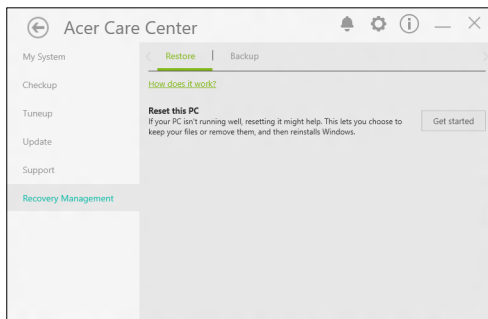 Acer Care Center
My System
Checkup
Tuneup
Update
Support
Recovery Management
Restore
Backup
How does it work?
Reset this PC
If your PC isn't running well, resetting it might help. This lets you choose to
keep your files or remove them, and then reinstalls Windows.
Get started